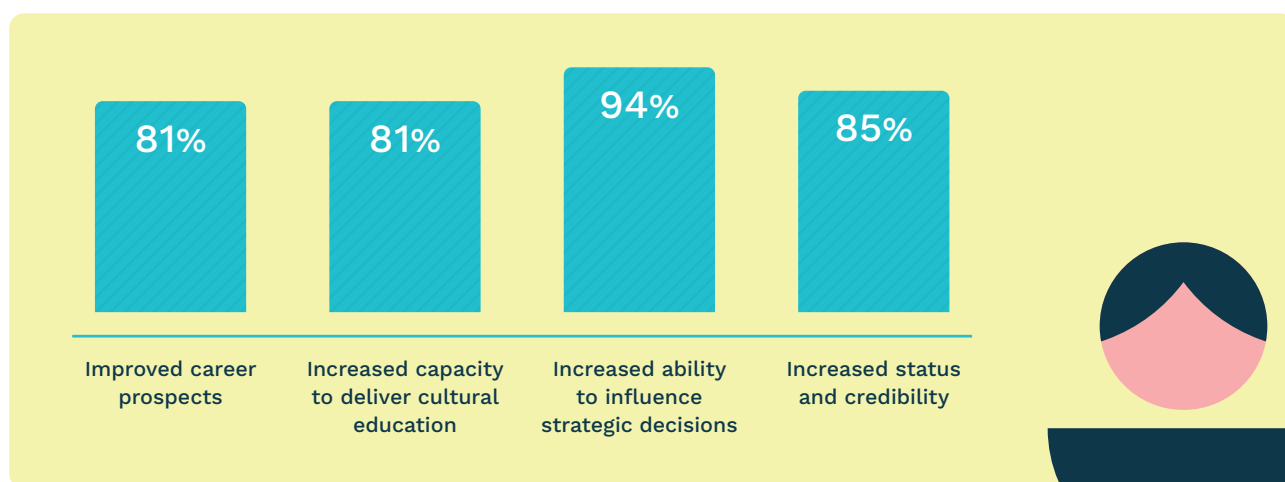 81%
81%
94%
85%
Improved career
prospects
Increased capacity
to deliver cultural
education
Increased ability
to influence
strategic decisions
Increased status
and credibility